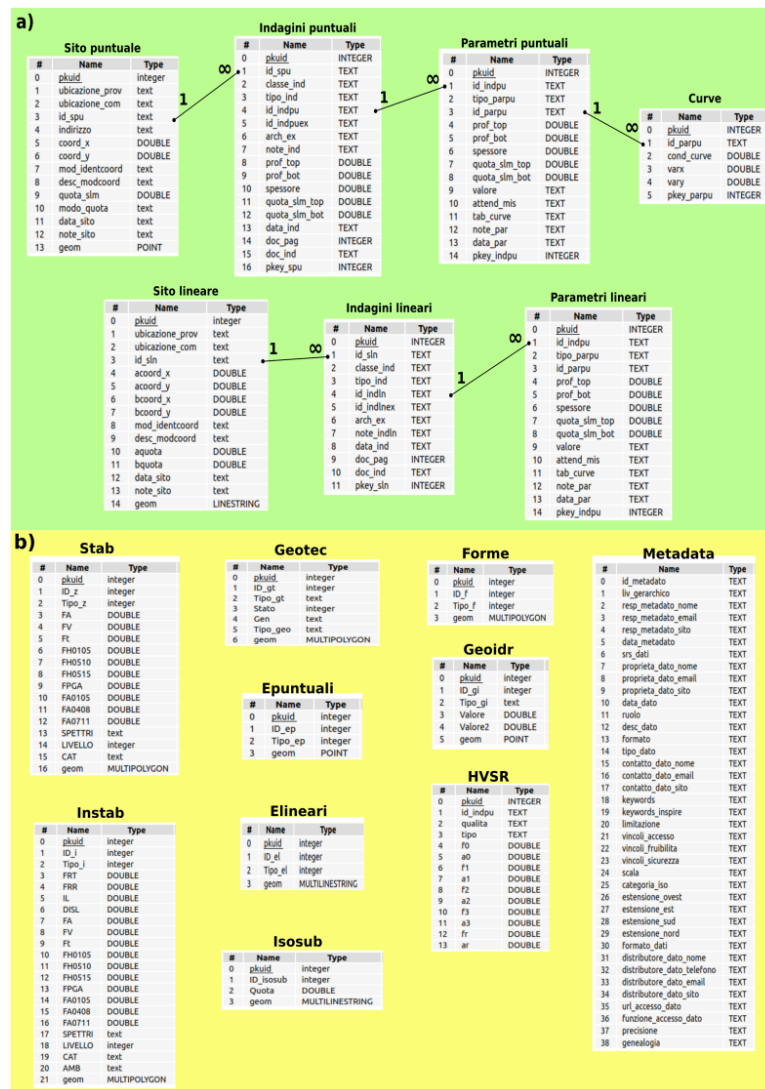 a)
Sito puntuale
# Name Type
0 pkuid integer
1 ubicazione_prov text
2 ubicazione_com text
3 id_spu text
4 indirizzo text
5 coord_x DOUBLE
6 coord_y DOUBLE
7 mod_identcoord text
8 desc_modcoord text
9 quota_slm DOUBLE
10 modo_quota text
11 data_sito text
12 note_sito text
13 geom POINT
1
∞
Indagini puntuali
# Name Type
0 pkuid INTEGER
1 id_spu TEXT
2 classe_ind TEXT
3 tipo_ind TEXT
4 id_indpu TEXT
5 id_indpuex TEXT
6 arch_ex TEXT
7 note_ind TEXT
8 prof_top DOUBLE
9 prof_bot DOUBLE
10 spessore DOUBLE
11 quota_slm_top DOUBLE
12 quota_slm_bot DOUBLE
13 data_ind TEXT
14 doc_pag INTEGER
15 doc_ind TEXT
16 pkey_spu INTEGER
1
∞
Parametri puntuali
# Name Type
0 pkuid INTEGER
1 id_indpu TEXT
2 tipo_parpu TEXT
3 id_parpu TEXT
4 prof_top DOUBLE
5 prof_bot DOUBLE
6 spessore DOUBLE
7 quota_slm_top DOUBLE
8 quota_slm_bot DOUBLE
9 valore TEXT
10 attend_mis TEXT
11 tab_curve TEXT
12 note_par TEXT
13 data_par TEXT
14 pkey_indpu INTEGER
1
∞
Curve
# Name Type
0 pkuid INTEGER
1 id_parpu TEXT
2 cond_curve DOUBLE
3 varx DOUBLE
4 vary DOUBLE
5 pkey_parpu INTEGER
Sito lineare
# Name Type
0 pkuid integer
1 ubicazione_prov text
2 ubicazione_com text
3 id_sln text
4 acoord_x DOUBLE
5 acoord_y DOUBLE
6 bcoord_x DOUBLE
7 bcoord_y DOUBLE
8 mod_identcoord text
9 desc_modcoord text
10 aquota DOUBLE
11 bquota DOUBLE
12 data_sito text
13 note_sito text
14 geom LINESTRING
1
∞
Indagini lineari
# Name Type
0 pkuid INTEGER
1 id_sln TEXT
2 classe_ind TEXT
3 tipo_ind TEXT
4 id_indln TEXT
5 id_indlnex TEXT
6 arch_ex TEXT
7 note_indln TEXT
8 data_ind TEXT
9 doc_pag INTEGER
10 doc_ind TEXT
11 pkey_sln INTEGER
1
∞
Parametri lineari
# Name Type
0 pkuid INTEGER
1 id_indpu TEXT
2 tipo_parpu TEXT
3 id_parpu TEXT
4 prof_top DOUBLE
5 prof_bot DOUBLE
6 spessore DOUBLE
7 quota_slm_top DOUBLE
8 quota_slm_bot DOUBLE
9 valore TEXT
10 attend_mis TEXT
11 tab_curve TEXT
12 note_par TEXT
13 data_par TEXT
14 pkey_indpu INTEGER
b)
Stab
# Name Type
0 pkuid integer
1 ID_z integer
2 Tipo_z integer
3 FA DOUBLE
4 FV DOUBLE
5 Ft DOUBLE
6 FH0105 DOUBLE
7 FH0510 DOUBLE
8 FH0515 DOUBLE
9 FPGA DOUBLE
10 FA0105 DOUBLE
11 FA0408 DOUBLE
12 FA0711 DOUBLE
13 SPETTRI text
14 LIVELLO integer
15 CAT text
16 geom MULTIPOLYGON
Instab
# Name Type
0 pkuid integer
1 ID_i integer
2 Tipo_i integer
3 FRT DOUBLE
4 FRR DOUBLE
5 IL DOUBLE
6 DISL DOUBLE
7 FA DOUBLE
8 FV DOUBLE
9 Ft DOUBLE
10 FH0105 DOUBLE
11 FH0510 DOUBLE
12 FH0515 DOUBLE
13 FPGA DOUBLE
14 FA0105 DOUBLE
15 FA0408 DOUBLE
16 FA0711 DOUBLE
17 SPETTRI text
18 LIVELLO integer
19 CAT text
20 AMB text
21 geom MULTIPOLYGON
Geotec
# Name Type
0 pkuid integer
1 ID_gt integer
2 Tipo_gt text
3 Stato integer
4 Gen text
5 Tipo_geo text
6 geom MULTIPOLYGON
Epuntuali
# Name Type
0 pkuid integer
1 ID_ep integer
2 Tipo_ep integer
3 geom POINT
Elineari
# Name Type
0 pkuid integer
1 ID_el integer
2 Tipo_el integer
3 geom MULTILINESTRING
Isosub
# Name Type
0 pkuid integer
1 ID_isosub integer
2 Quota DOUBLE
3 geom MULTILINESTRING
Forme
# Name Type
0 pkuid integer
1 ID_f integer
2 Tipo_f integer
3 geom MULTIPOLYGON
Geoidr
# Name Type
0 pkuid integer
1 ID_gi integer
2 Tipo_gi text
3 Valore DOUBLE
4 Valore2 DOUBLE
5 geom POINT
HVSR
# Name Type
0 pkuid INTEGER
1 id_indpu TEXT
2 qualita TEXT
3 tipo TEXT
4 f0 DOUBLE
5 a0 DOUBLE
6 f1 DOUBLE
7 a1 DOUBLE
8 f2 DOUBLE
9 a2 DOUBLE
10 f3 DOUBLE
11 a3 DOUBLE
12 fr DOUBLE
13 ar DOUBLE
Metadata
# Name Type
0 id_metadato TEXT
1 liv_gerarchico TEXT
2 resp_metadato_nome TEXT
3 resp_metadato_email TEXT
4 resp_metadato_sito TEXT
5 data_metadato TEXT
6 srs_dati TEXT
7 proprieta_dato_nome TEXT
8 proprieta_dato_email TEXT
9 proprieta_dato_sito TEXT
10 data_dato TEXT
11 ruolo TEXT
12 desc_dato TEXT
13 formato TEXT
14 tipo_dato TEXT
15 contatto_dato_nome TEXT
16 contatto_dato_email TEXT
17 contatto_dato_sito TEXT
18 keywords TEXT
19 keywords_inspire TEXT
20 limitazione TEXT
21 vincoli_accesso TEXT
22 vincoli_fruibilita TEXT
23 vincoli_sicurezza TEXT
24 scala TEXT
25 categoria_iso TEXT
26 estensione_ovest TEXT
27 estensione_est TEXT
28 estensione_sud TEXT
29 estensione_nord TEXT
30 formato_dati TEXT
31 distributore_dato_nome TEXT
32 distributore_dato_telefono TEXT
33 distributore_dato_email TEXT
34 distributore_dato_sito TEXT
35 url_accesso_dato TEXT
36 funzione_accesso_dato TEXT
37 precisione TEXT
38 genealogia TEXT